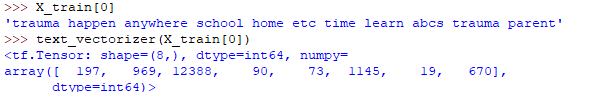 >>> X_train[0]
'trauma happen anywhere school home etc time learn abcs trauma parent'
>>> text_vectorizer(X_train[0])
<tf.Tensor: shape=(8,), dtype=int64, numpy=
array([  197,   969, 12388,    90,    73,  1145,    19,   670],
      dtype=int64)>